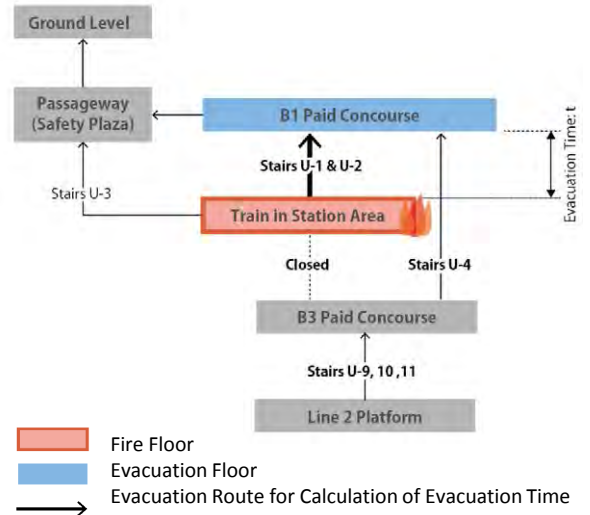 Ground Level
Passageway
(Safety Plaza)
B1 Paid Concourse
Stairs U-1 & U-2
Evacuation Time: t
Stairs U-3
Train in Station Area
Closed
Stairs U-4
B3 Paid Concourse
Stairs U-9, 10 ,11
Line 2 Platform
Fire Floor
Evacuation Floor
Evacuation Route for Calculation of Evacuation Time